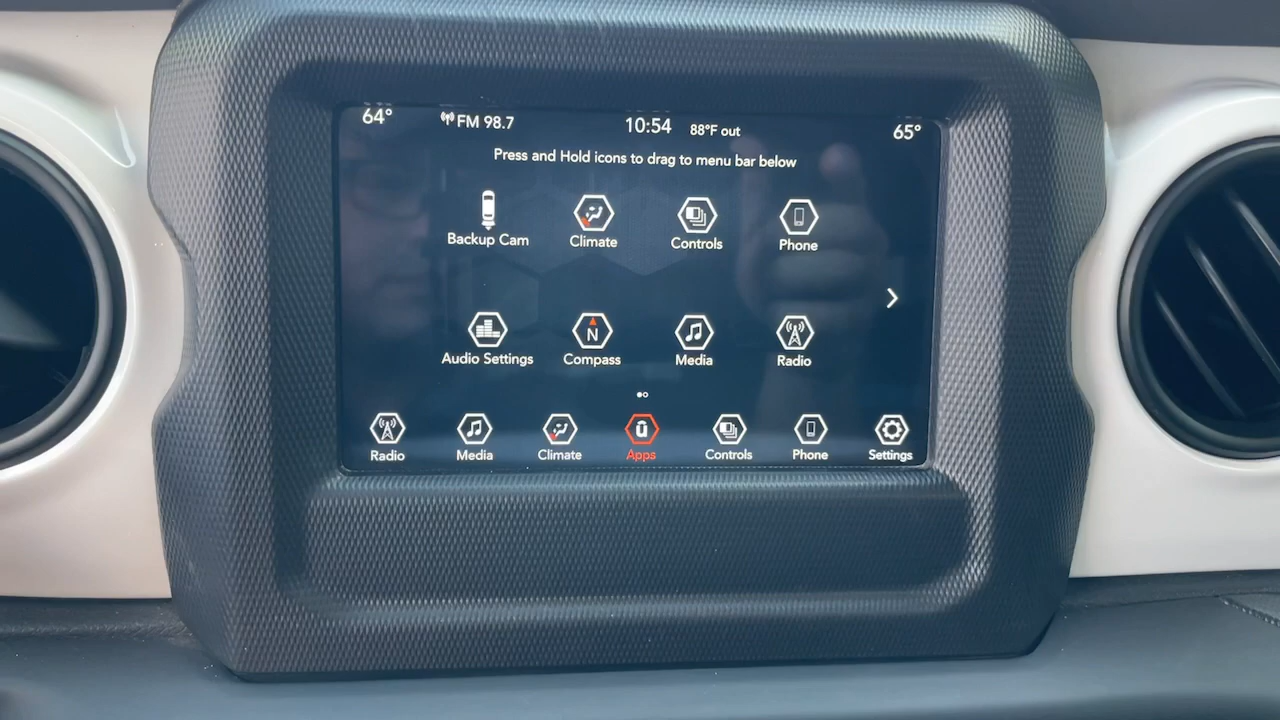 64° FM 98.7 10:54 88°F out 65°
Press and Hold icons to drag to menu bar below
Backup Cam Climate Controls Phone
N
Audio Settings Compass Media Radio
Radio Media Climate Apps Controls Phone Settings